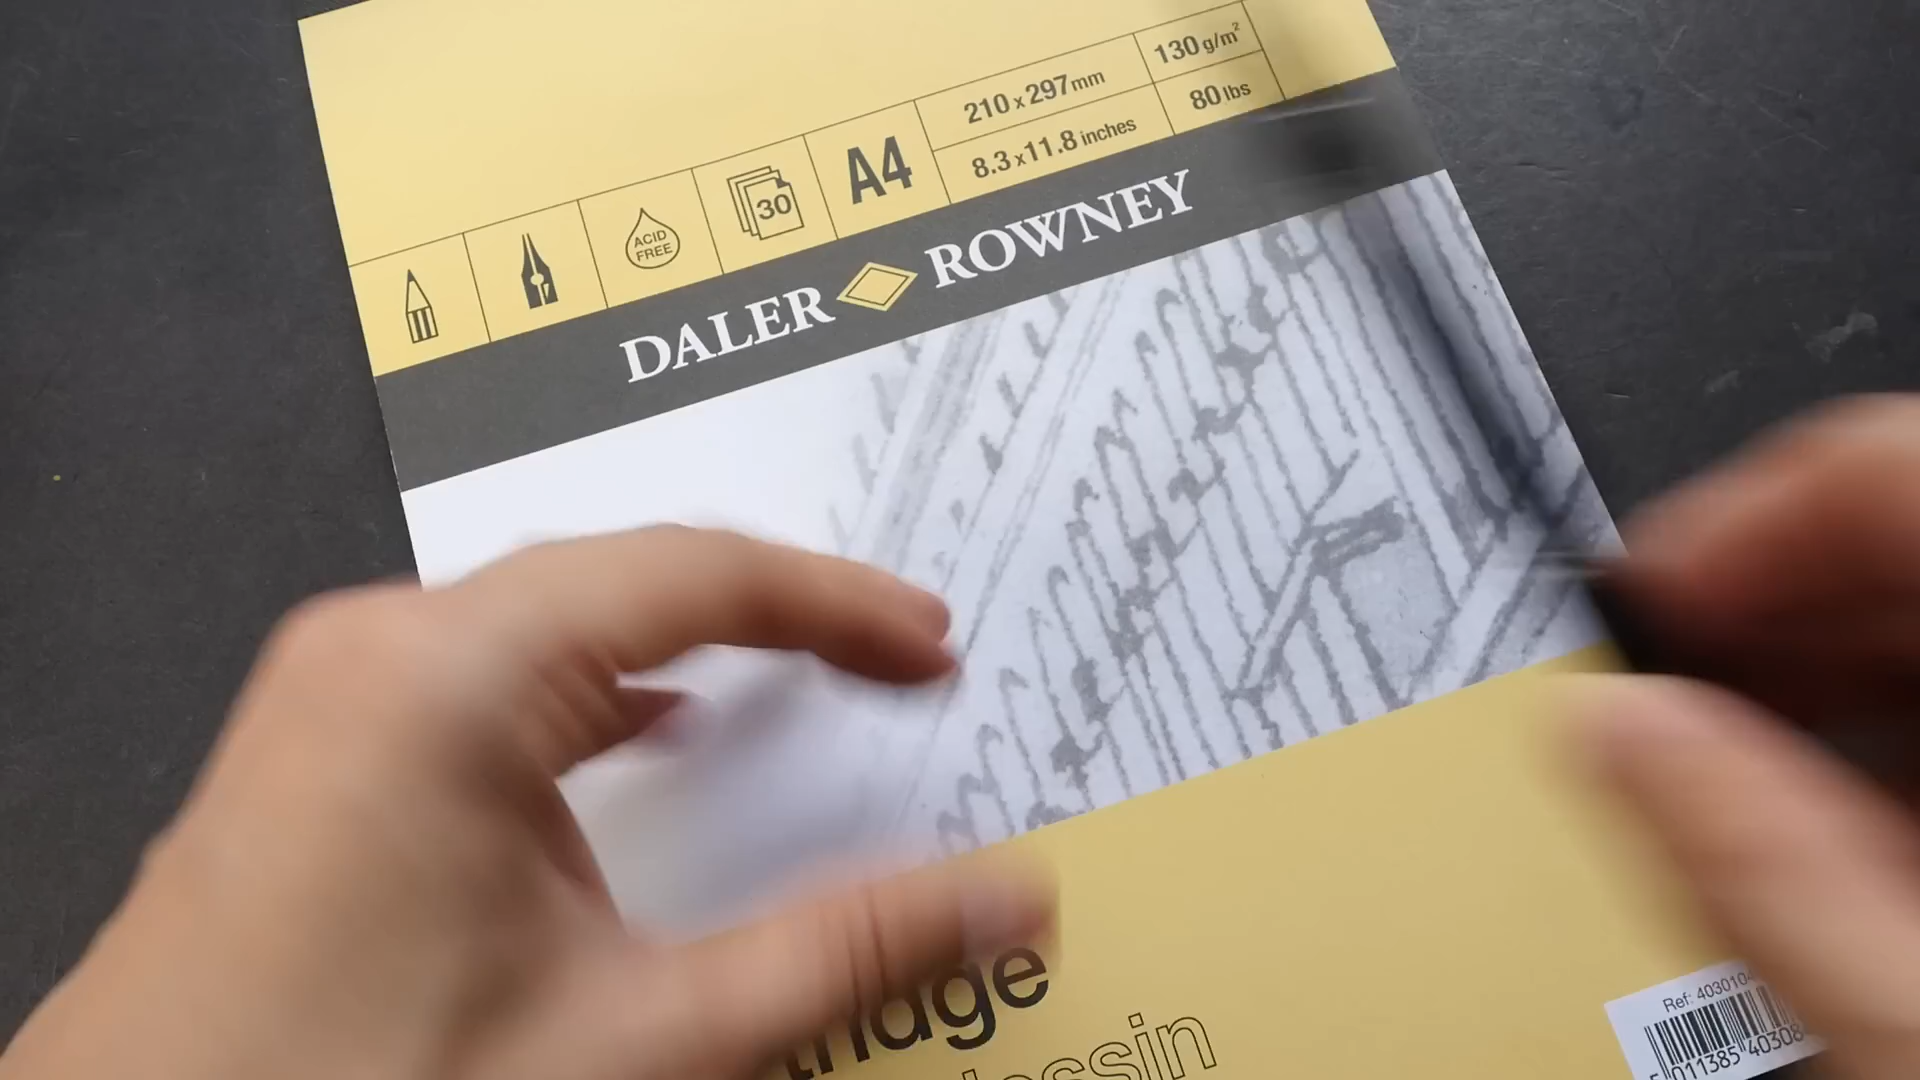 130 g/m²
210 x 297 mm
80 lbs
8.3 x 11.8 inches
A4
30
ACID
FREE
DALER ROWNEY
Ref: